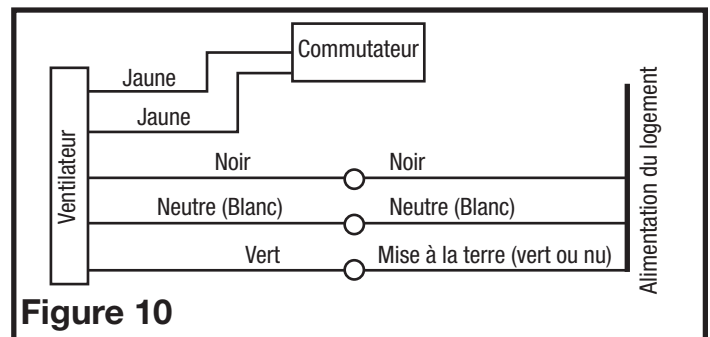 Commutateur
Jaune
Jaune
Ventilateur
Noir
Noir
Neutre (Blanc)
Neutre (Blanc)
Vert
Mise à la terre (vert ou nu)
Alimentation du logement
Figure 10